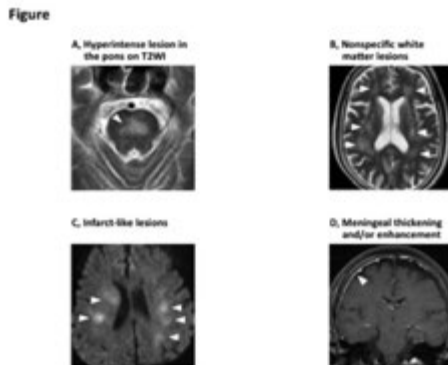 Figure
A, Hyperintense lesion in
the pons on T2WI
B, Nonspecific white
matter lesions
C, Infarct-like lesions
D, Meningeal thickening
and/or enhancement